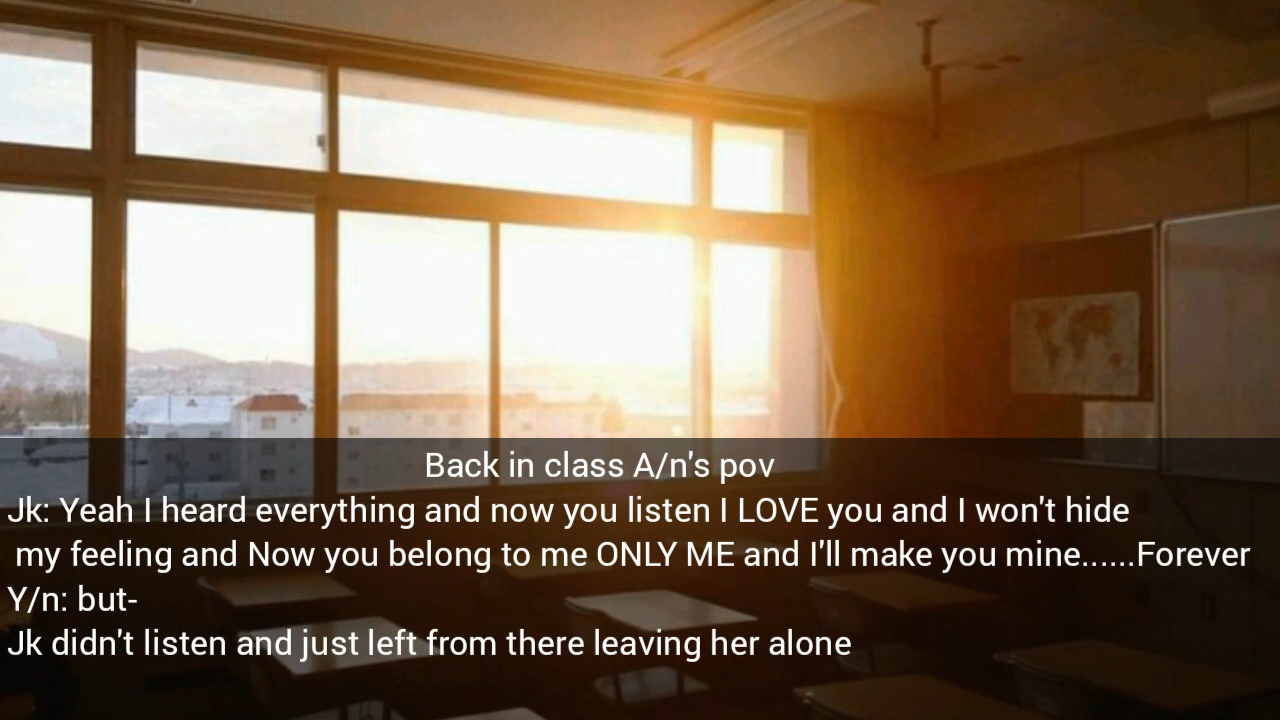 Back in class A/n's pov
Jk: Yeah I heard everything and now you listen I LOVE you and I won't hide
my feeling and Now you belong to me ONLY ME and I'll make you mine......Forever
Y/n: but-
Jk didn't listen and just left from there leaving her alone